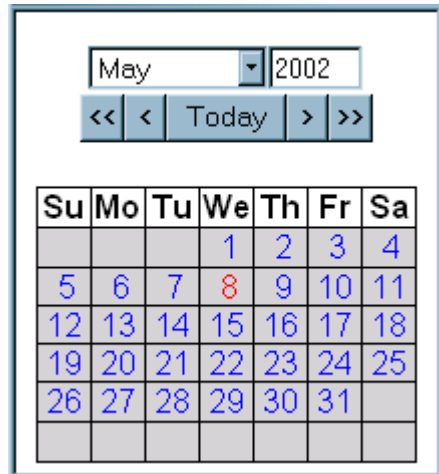 May 2002
<< < Today > >>
Su Mo Tu We Th Fr Sa
1 2 3 4
5 6 7 8 9 10 11
12 13 14 15 16 17 18
19 20 21 22 23 24 25
26 27 28 29 30 31